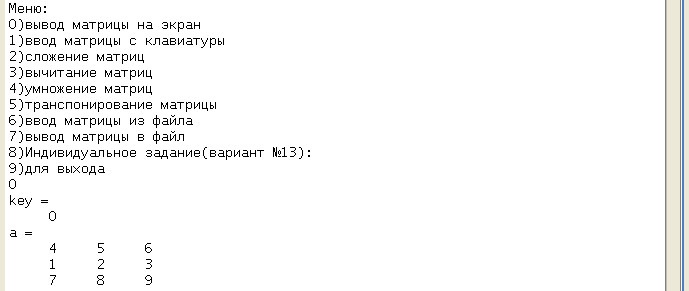 Меню:
0)вывод матрицы на экран
1)ввод матрицы с клавиатуры
2)сложение матриц
3)вычитание матриц
4)умножение матриц
5)транспонирование матрицы
6)ввод матрицы из файла
7)вывод матрицы в файл
8)Индивидуальное задание(вариант №13):
9)для выхода
0
key =
0
a =
4 5 6
1 2 3
7 8 9